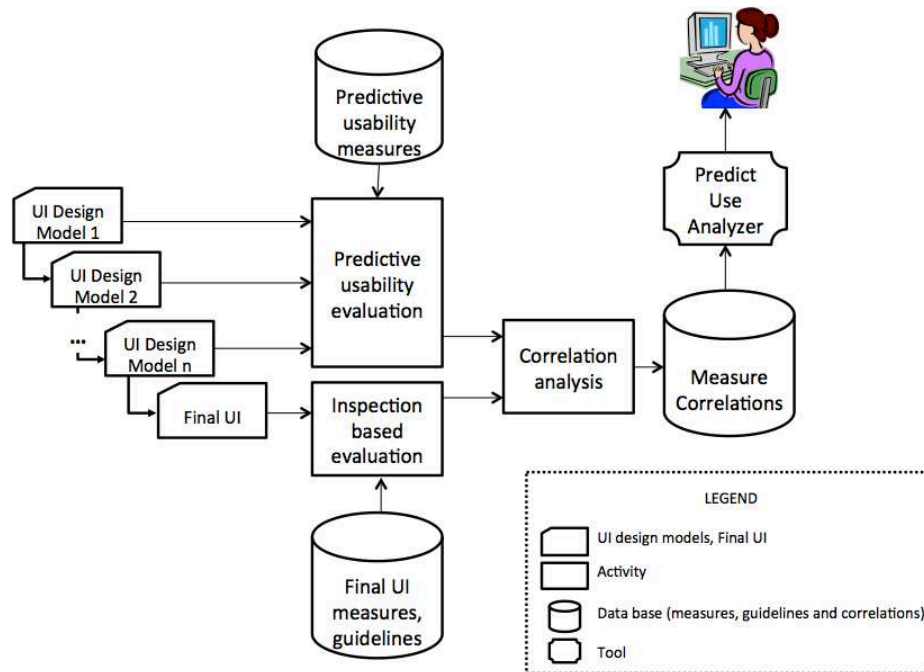 Predictive
usability
measures
UI Design
Model 1
UI Design
Model 2
...
UI Design
Model n
Final UI
Predictive
usability
evaluation
Inspection
based
evaluation
Final UI
measures,
guidelines
Correlation
analysis
Measure
Correlations
Predict
Use
Analyzer
LEGEND
UI design models, Final UI
Activity
Data base (measures, guidelines and correlations)
Tool